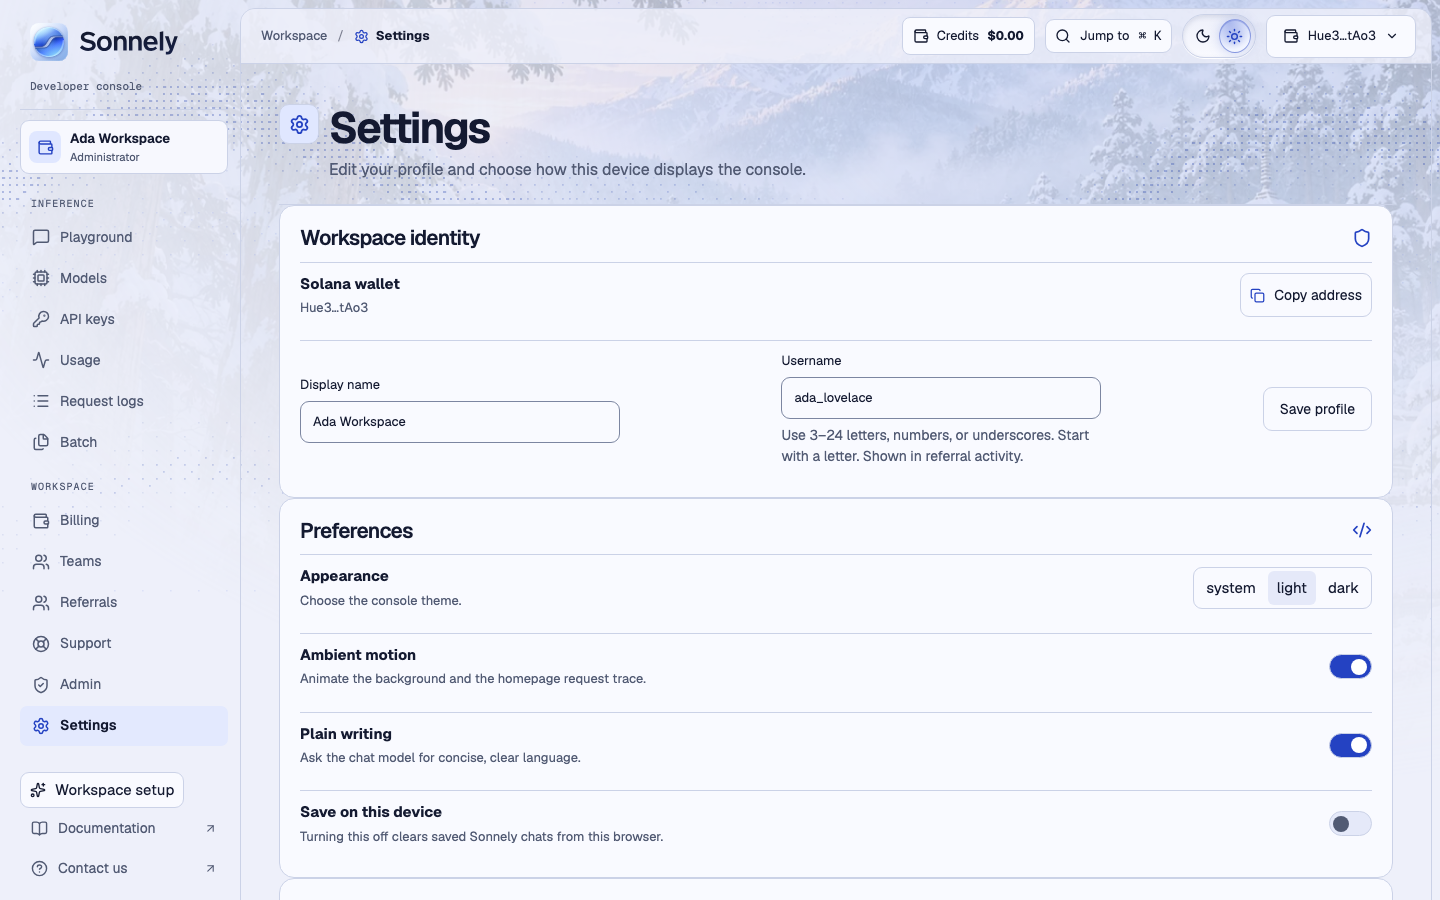 Sonnely
Developer console
Ada Workspace
Administrator
INFERENCE
Playground
Models
API keys
Usage
Request logs
Batch
WORKSPACE
Billing
Teams
Referrals
Support
Admin
Settings
Workspace setup
Documentation
Contact us
Workspace / Settings
Credits $0.00
Jump to ⌘ K
Hue3…tAo3
Settings
Edit your profile and choose how this device displays the console.
Workspace identity
Solana wallet
Hue3…tAo3
Copy address
Display name
Ada Workspace
Username
ada_lovelace
Use 3–24 letters, numbers, or underscores. Start
with a letter. Shown in referral activity.
Save profile
Preferences
Appearance
Choose the console theme.
system light dark
Ambient motion
Animate the background and the homepage request trace.
Plain writing
Ask the chat model for concise, clear language.
Save on this device
Turning this off clears saved Sonnely chats from this browser.